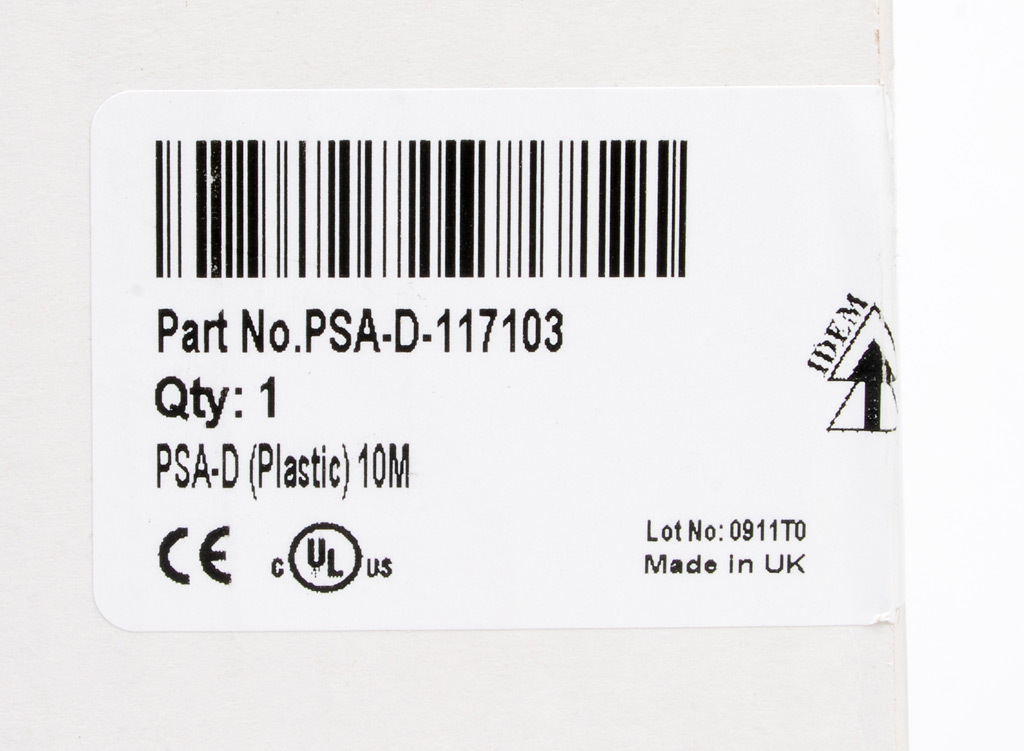 Part No.PSA-D-117103
Qty: 1
PSA-D (Plastic) 10M
IDEM
CE
C UL US
Lot No: 0911T0
Made in UK